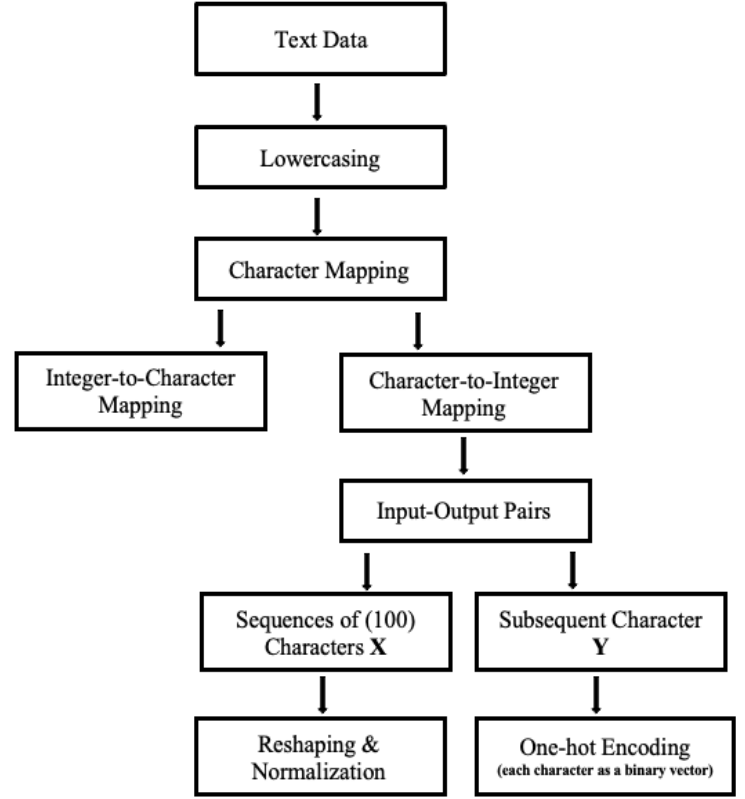 Text Data
Lowercasing
Character Mapping
Integer-to-Character
Mapping
Character-to-Integer
Mapping
Input-Output Pairs
Sequences of (100)
Characters X
Subsequent Character
Y
Reshaping &
Normalization
One-hot Encoding
(each character as a binary vector)